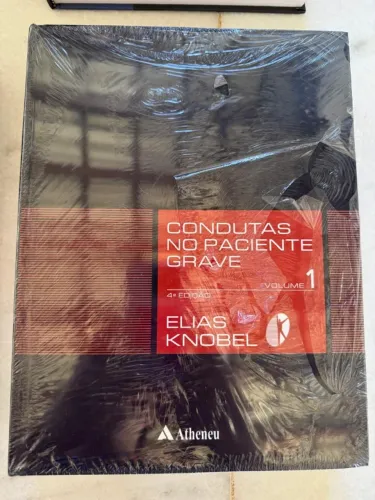 CONDUTAS
NO PACIENTE
GRAVE
VOLUME 1
4ª EDIÇÃO
ELIAS
KNOBEL
Atheneu